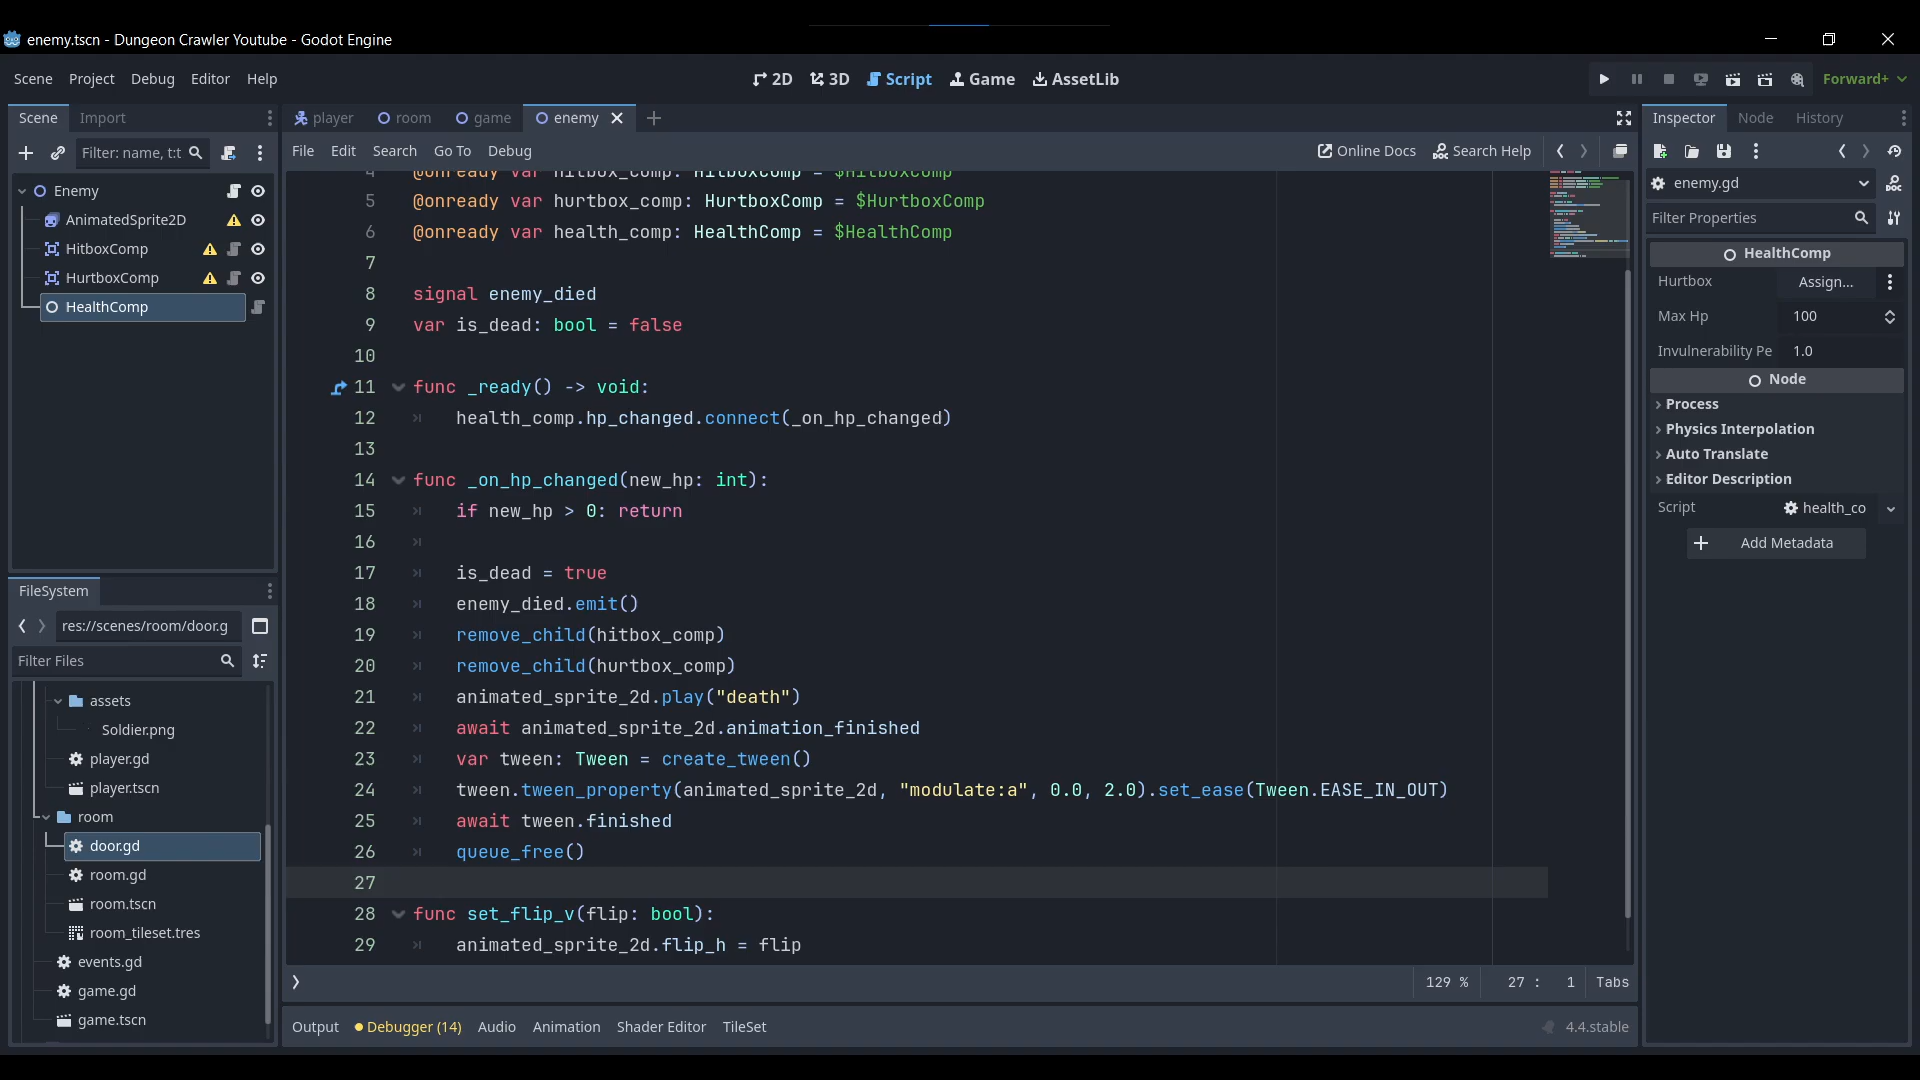 enemy.tscn - Dungeon Crawler Youtube - Godot Engine
Scene Project Debug Editor Help
2D 3D Script Game AssetLib
Forward+
Scene Import
player room game enemy
Inspector Node History
Filter: name, t:t
File Edit Search Go To Debug
Online Docs Search Help
Enemy
AnimatedSprite2D
HitboxComp
HurtboxComp
HealthComp
4 @onready var hitbox_comp: HitboxComp = $HitboxComp
5 @onready var hurtbox_comp: HurtboxComp = $HurtboxComp
6 @onready var health_comp: HealthComp = $HealthComp
7
8 signal enemy_died
9 var is_dead: bool = false
10
11 func _ready() -> void:
12 health_comp.hp_changed.connect(_on_hp_changed)
13
14 func _on_hp_changed(new_hp: int):
15 if new_hp > 0: return
16
17 is_dead = true
18 enemy_died.emit()
19 remove_child(hitbox_comp)
20 remove_child(hurtbox_comp)
21 animated_sprite_2d.play("death")
22 await animated_sprite_2d.animation_finished
23 var tween: Tween = create_tween()
24 tween.tween_property(animated_sprite_2d, "modulate:a", 0.0, 2.0).set_ease(Tween.EASE_IN_OUT)
25 await tween.finished
26 queue_free()
27
28 func set_flip_v(flip: bool):
29 animated_sprite_2d.flip_h = flip
129 % 27 : 1 Tabs
enemy.gd
Filter Properties
HealthComp
Hurtbox Assign...
Max Hp 100
Invulnerability Pe 1.0
Node
Process
Physics Interpolation
Auto Translate
Editor Description
Script health_co
Add Metadata
FileSystem
res://scenes/room/door.g
Filter Files
assets
Soldier.png
player.gd
player.tscn
room
door.gd
room.gd
room.tscn
room_tileset.tres
events.gd
game.gd
game.tscn
Output Debugger (14) Audio Animation Shader Editor TileSet
4.4.stable